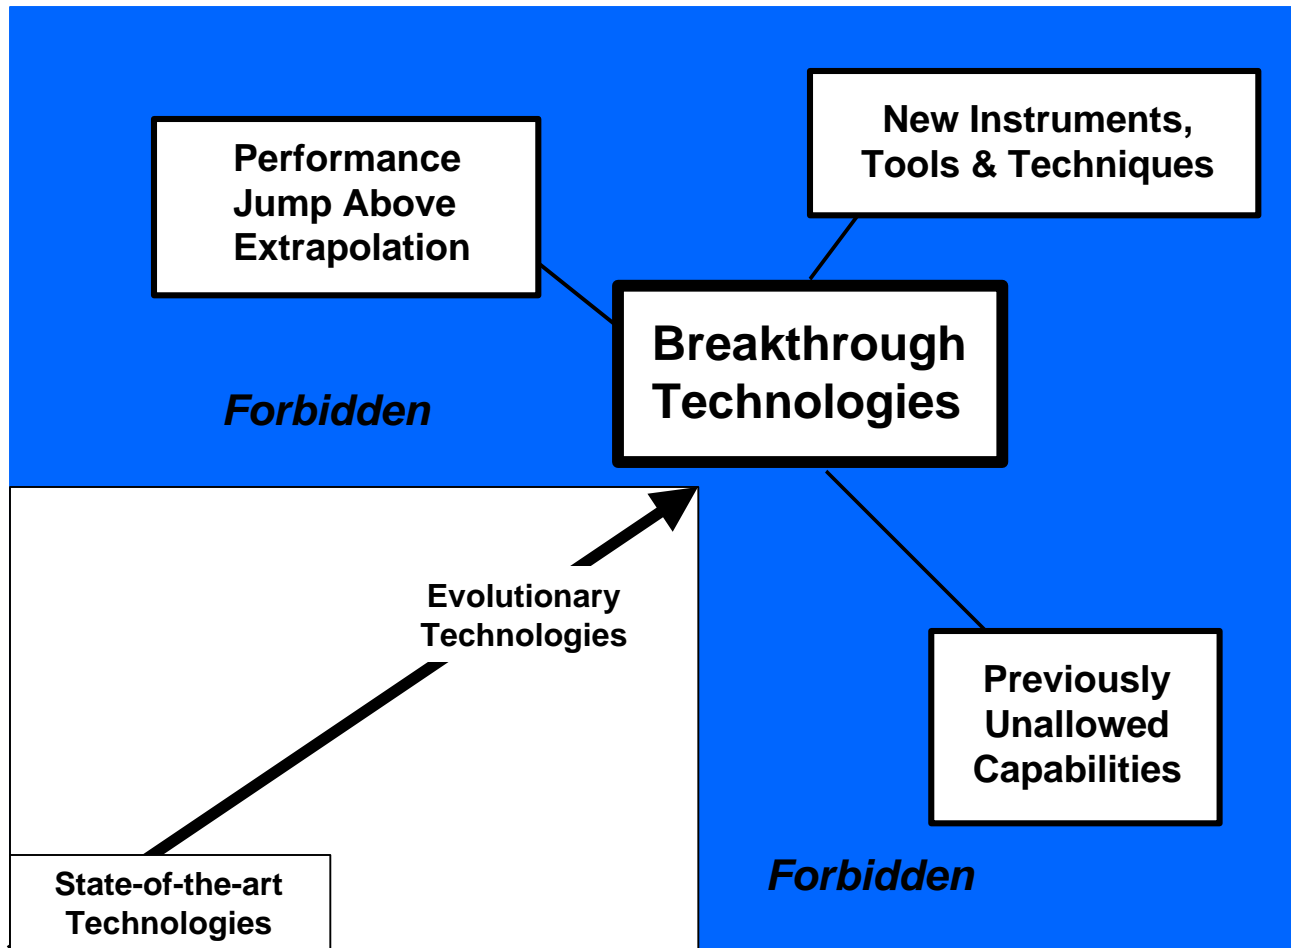 New Instruments,
Tools & Techniques
Performance
Jump Above
Extrapolation
Breakthrough
Technologies
Forbidden
Evolutionary
Technologies
Previously
Unallowed
Capabilities
Forbidden
State-of-the-art
Technologies